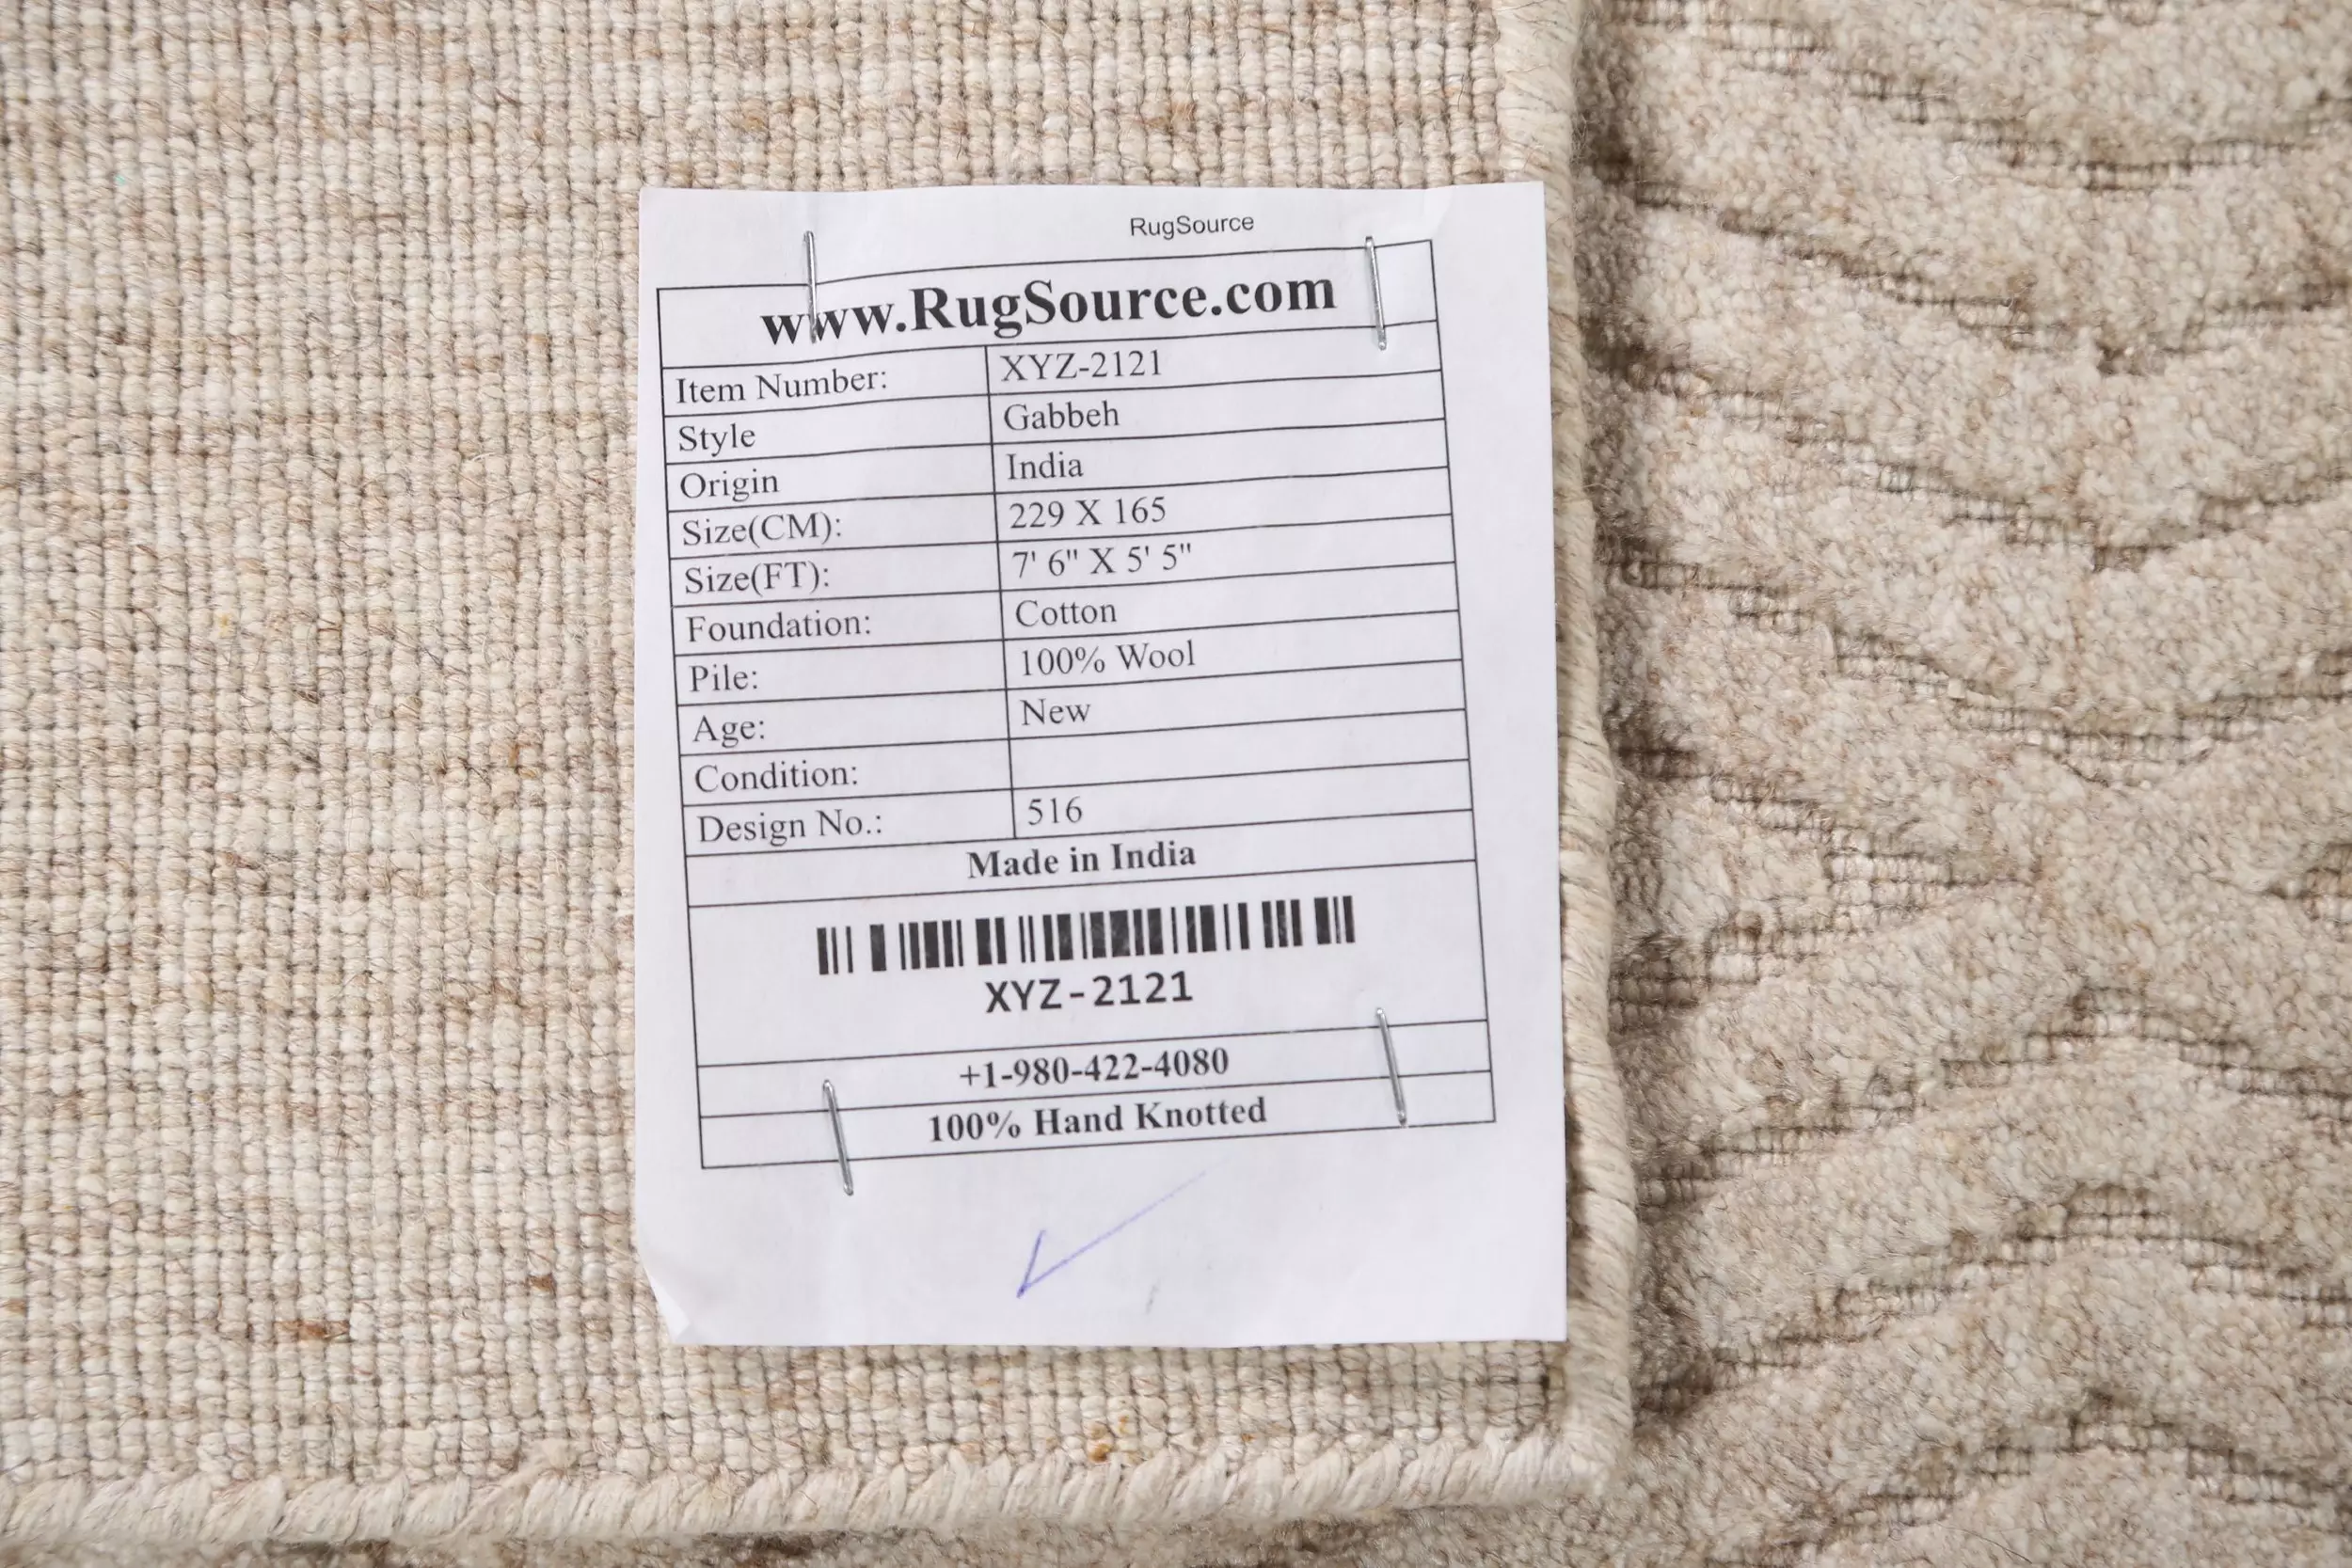 RugSource
www.RugSource.com
Item Number: XYZ-2121
Style Gabbeh
Origin India
Size(CM): 229 X 165
Size(FT): 7' 6" X 5' 5"
Foundation: Cotton
Pile: 100% Wool
Age: New
Condition:
Design No.: 516
Made in India
XYZ-2121
+1-980-422-4080
100% Hand Knotted